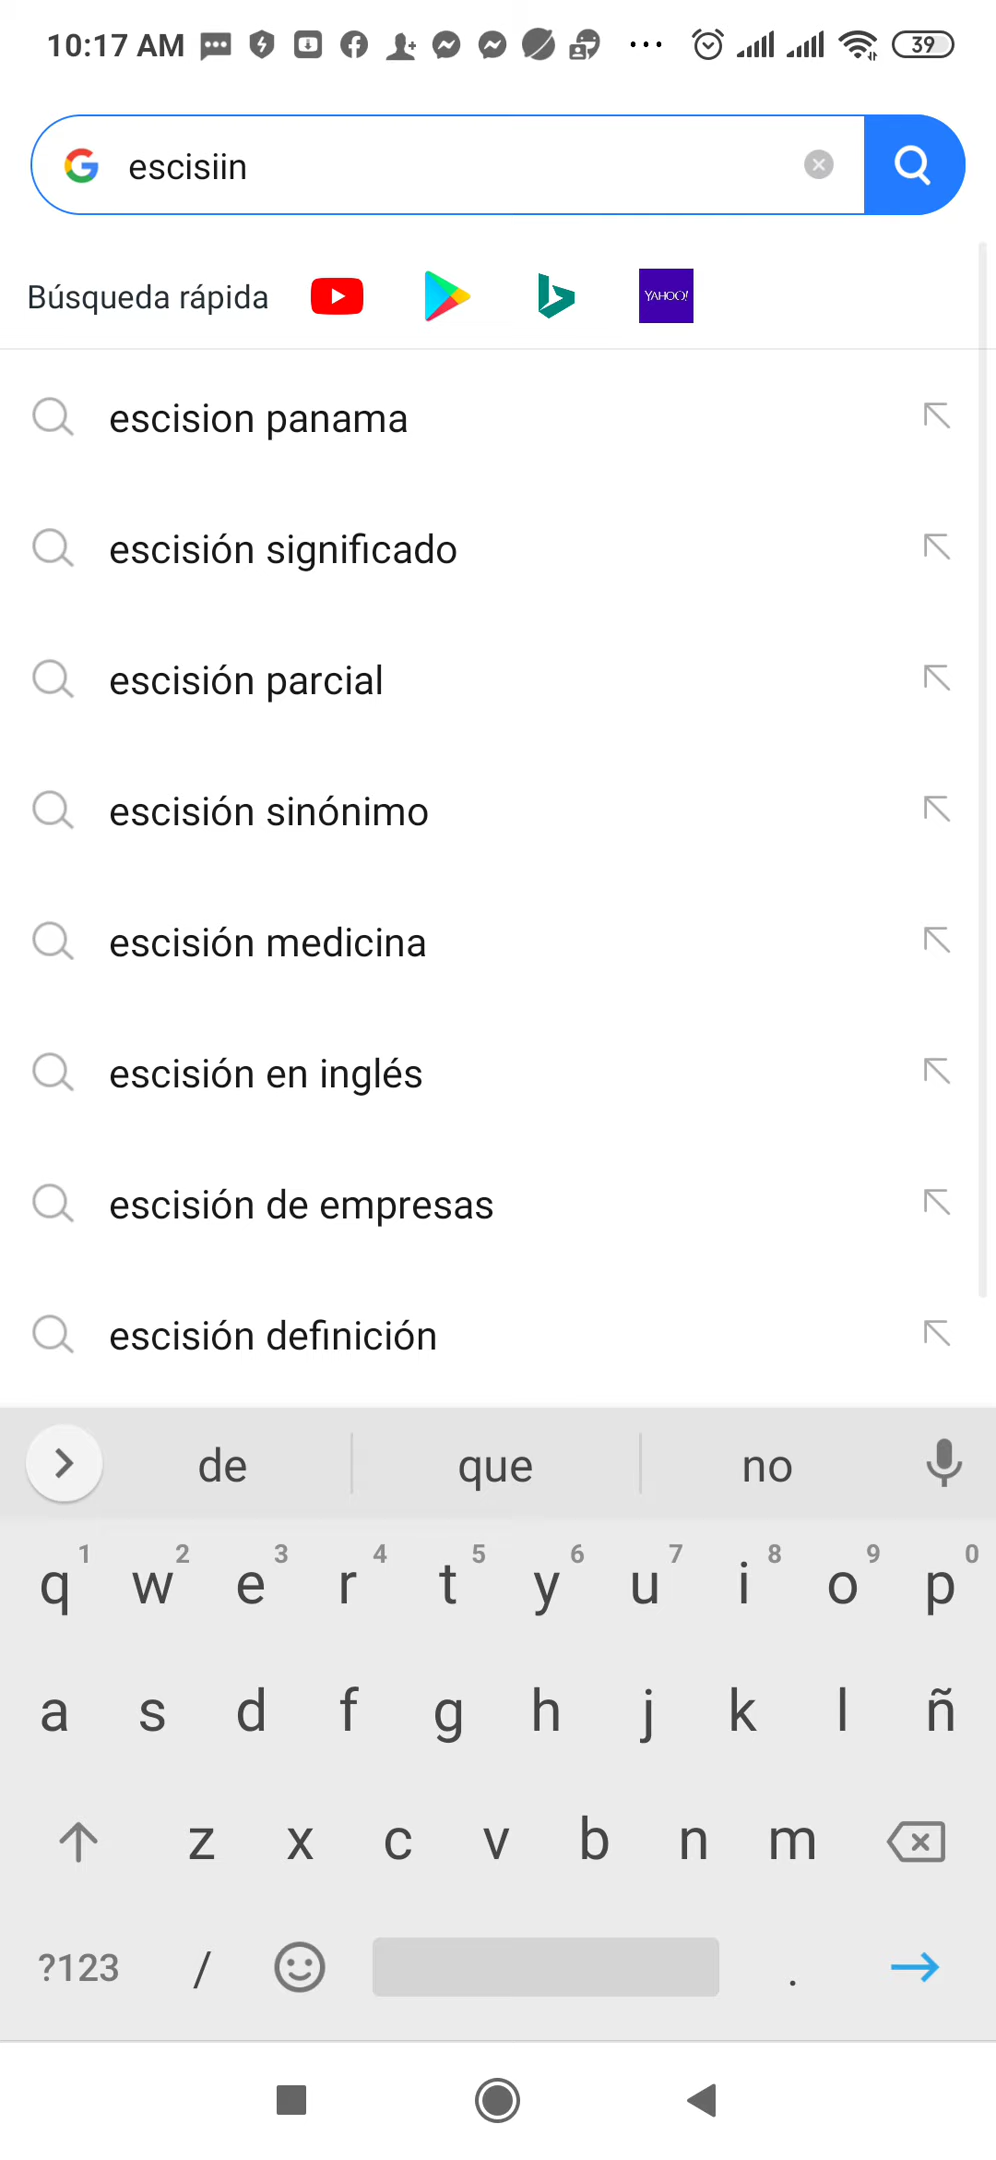 10:17 AM 39
escisiin
Búsqueda rápida YAHOO!
escision panama
escisión significado
escisión parcial
escisión sinónimo
escisión medicina
escisión en inglés
escisión de empresas
escisión definición
de que no
1 2 3 4 5 6 7 8 9 0
q w e r t y u i o p
a s d f g h j k l ñ
z x c v b n m
?123 / .